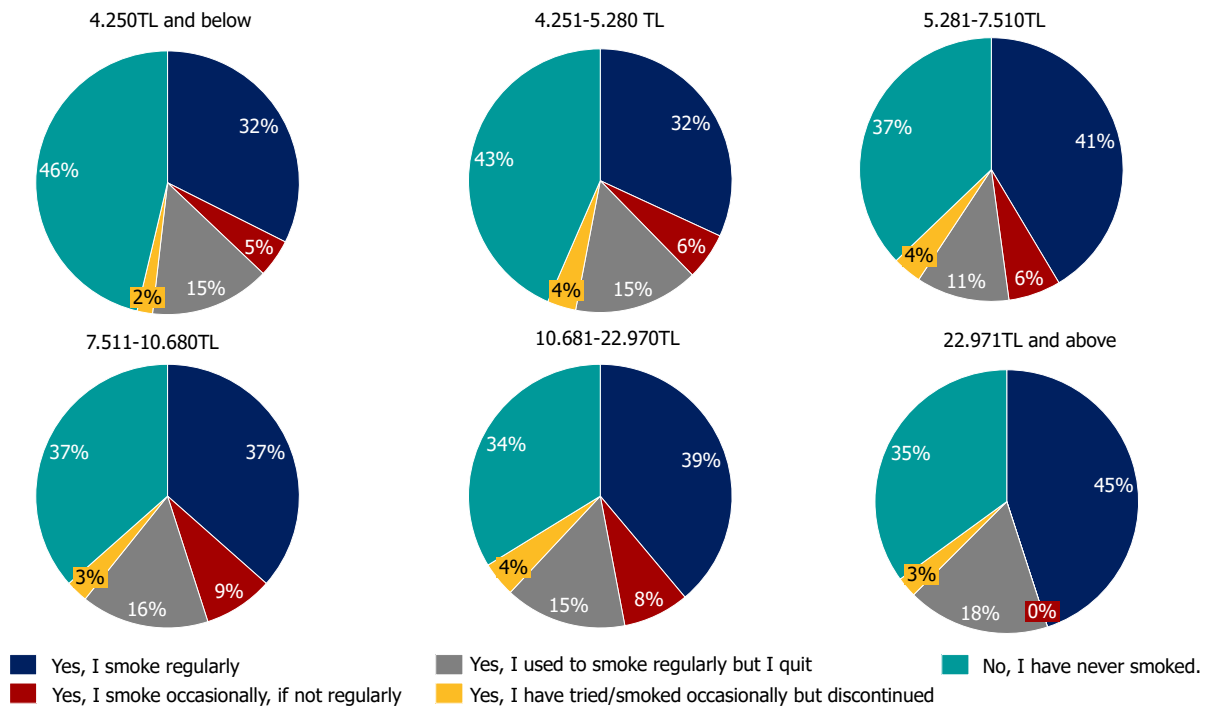 4.250TL and below
32%
5%
15%
2%
46%
4.251-5.280 TL
32%
6%
15%
4%
43%
5.281-7.510TL
41%
6%
11%
4%
37%
7.511-10.680TL
37%
9%
16%
3%
37%
10.681-22.970TL
39%
8%
15%
4%
34%
22.971TL and above
45%
0%
18%
3%
35%
Yes, I smoke regularly
Yes, I smoke occasionally, if not regularly
Yes, I used to smoke regularly but I quit
Yes, I have tried/smoked occasionally but discontinued
No, I have never smoked.